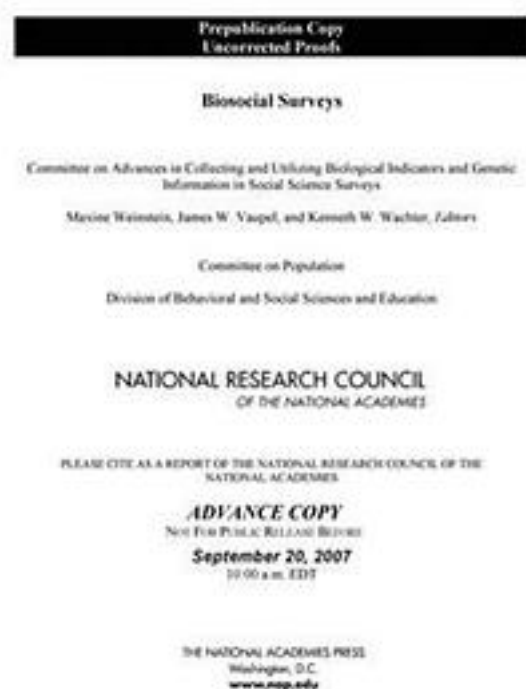 Prepublication Copy
Uncorrected Proofs
Biosocial Surveys
Committee on Advances in Collecting and Utilizing Biological Indicators and Genetic
Information in Social Science Surveys
Maxine Weinstein, James W. Vaupel, and Kenneth W. Wachter, Editors
Committee on Population
Division of Behavioral and Social Sciences and Education
NATIONAL RESEARCH COUNCIL
OF THE NATIONAL ACADEMIES
PLEASE CITE AS A REPORT OF THE NATIONAL RESEARCH COUNCIL OF THE
NATIONAL ACADEMIES
ADVANCE COPY
NOT FOR PUBLIC RELEASE BEFORE
September 20, 2007
10:00 a.m. EDT
THE NATIONAL ACADEMIES PRESS
Washington, D.C.
www.nap.edu